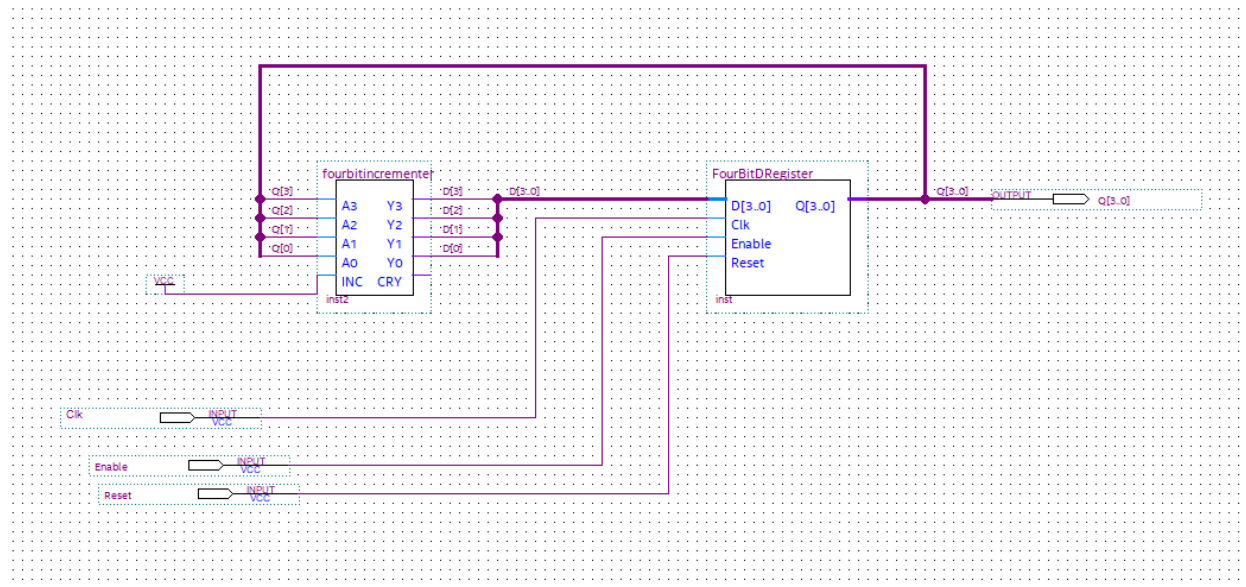 fourbitincrementer
Q[3]
Q[2]
Q[1]
Q[0]
A3 Y3
A2 Y2
A1 Y1
A0 Y0
INC CRY
inst2
D[3]
D[2]
D[1]
D[0]
D[3..0]
VCC
FourBitDRegister
D[3..0] Q[3..0]
Clk
Enable
Reset
inst
Q[3..0]
OUTPUT
Q[3..0]
Clk
INPUT
VCC
Enable
INPUT
VCC
Reset
INPUT
VCC